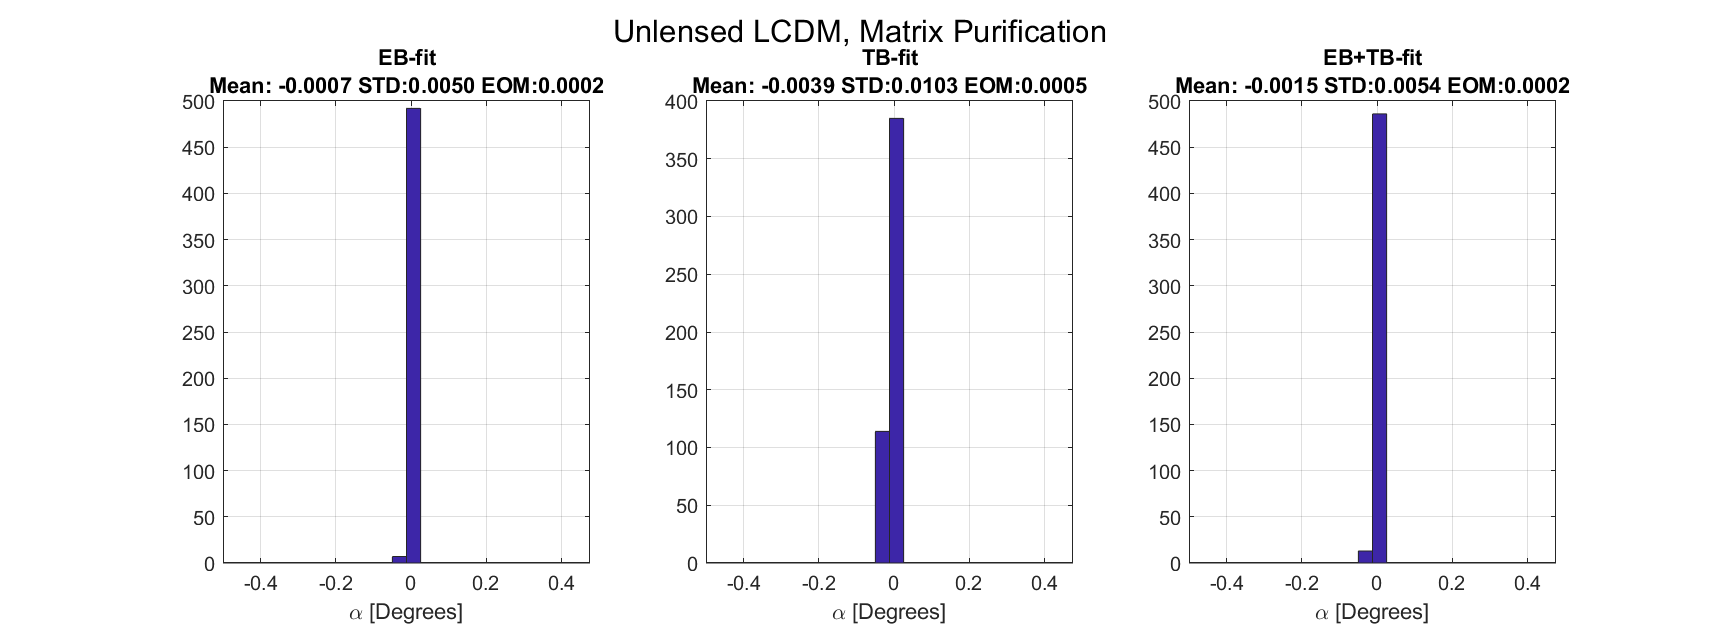 Unlensed LCDM, Matrix Purification
EB-fit
Mean: -0.0007 STD:0.0050 EOM:0.0002
500
450
400
350
300
250
200
150
100
50
0
-0.4 -0.2 0 0.2 0.4
α [Degrees]
TB-fit
Mean: -0.0039 STD:0.0103 EOM:0.0005
400
350
300
250
200
150
100
50
0
-0.4 -0.2 0 0.2 0.4
α [Degrees]
EB+TB-fit
Mean: -0.0015 STD:0.0054 EOM:0.0002
500
450
400
350
300
250
200
150
100
50
0
-0.4 -0.2 0 0.2 0.4
α [Degrees]